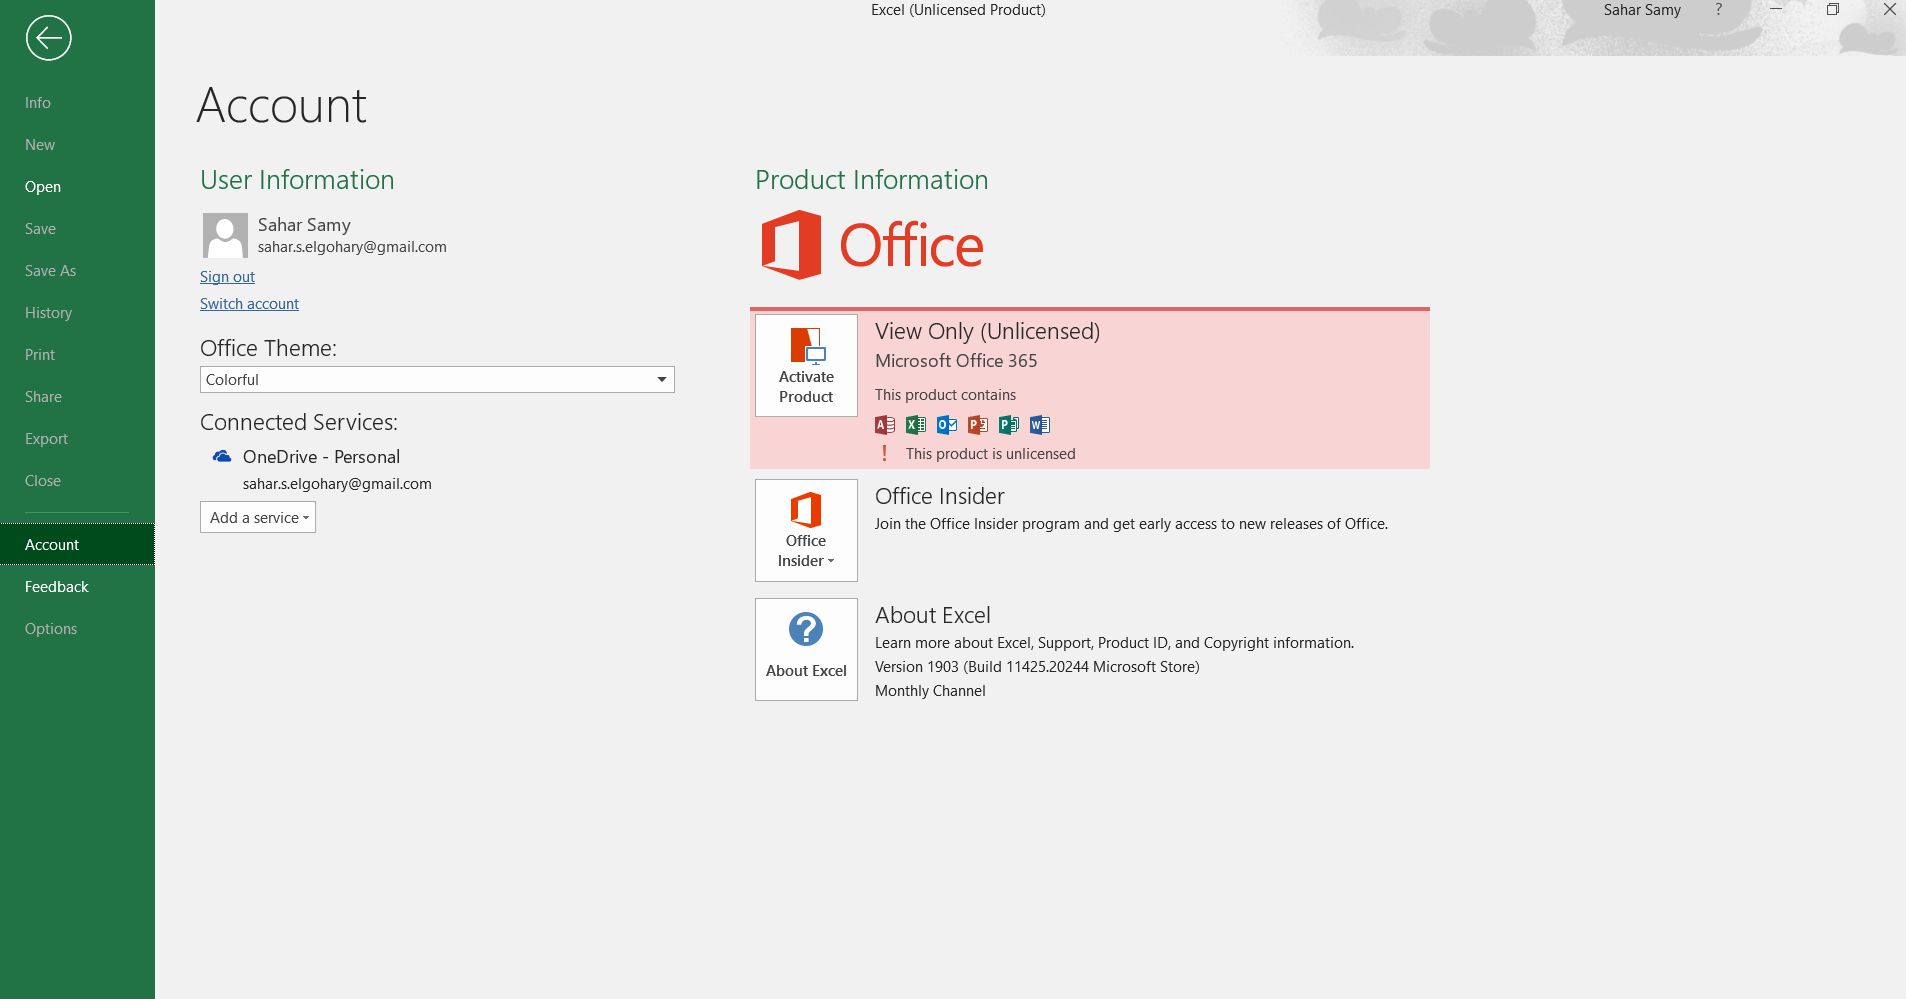 Excel (Unlicensed Product)
Sahar Samy
?
Info
New
Open
Save
Save As
History
Print
Share
Export
Close
Account
Feedback
Options
Account
User Information
Sahar Samy
sahar.s.elgohary@gmail.com
Sign out
Switch account
Office Theme:
Colorful
Connected Services:
OneDrive - Personal
sahar.s.elgohary@gmail.com
Add a service
Product Information
Office
Activate
Product
View Only (Unlicensed)
Microsoft Office 365
This product contains
A X O P P W
! This product is unlicensed
Office
Insider
Office Insider
Join the Office Insider program and get early access to new releases of Office.
?
About Excel
About Excel
Learn more about Excel, Support, Product ID, and Copyright information.
Version 1903 (Build 11425.20244 Microsoft Store)
Monthly Channel